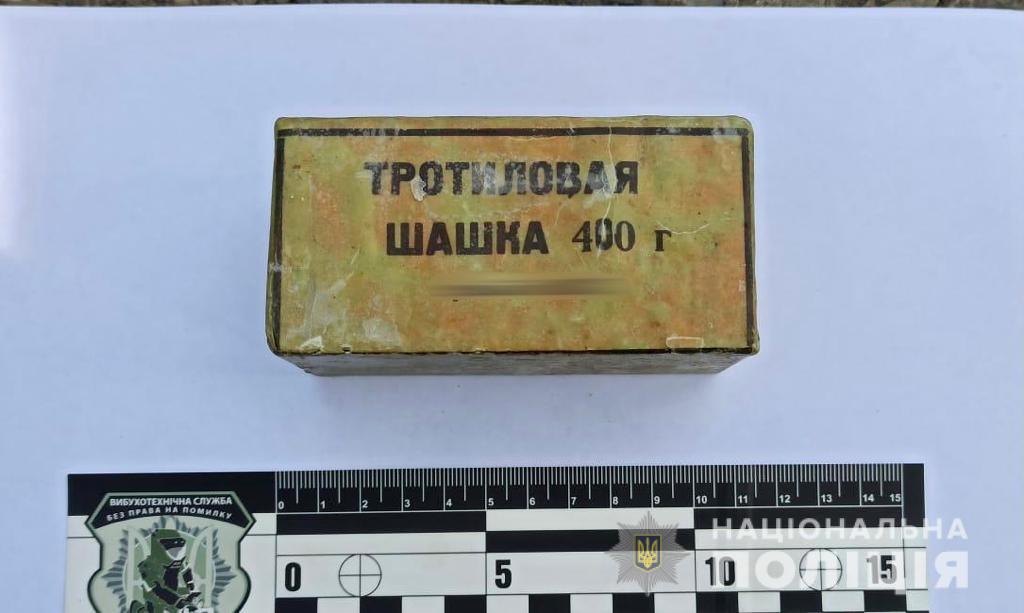 ТРОТИЛОВАЯ
ШАШКА 400 г
0 1 2 3 4 5 6 7 8 9 10 11 12 13 14 15
ВИБУХОТЕХНІЧНА СЛУЖБА
БЕЗ ПРАВА НА ПОМИЛКУ
0 5 10 15
НАЦІОНАЛЬНА
ПОЛІЦІЯ